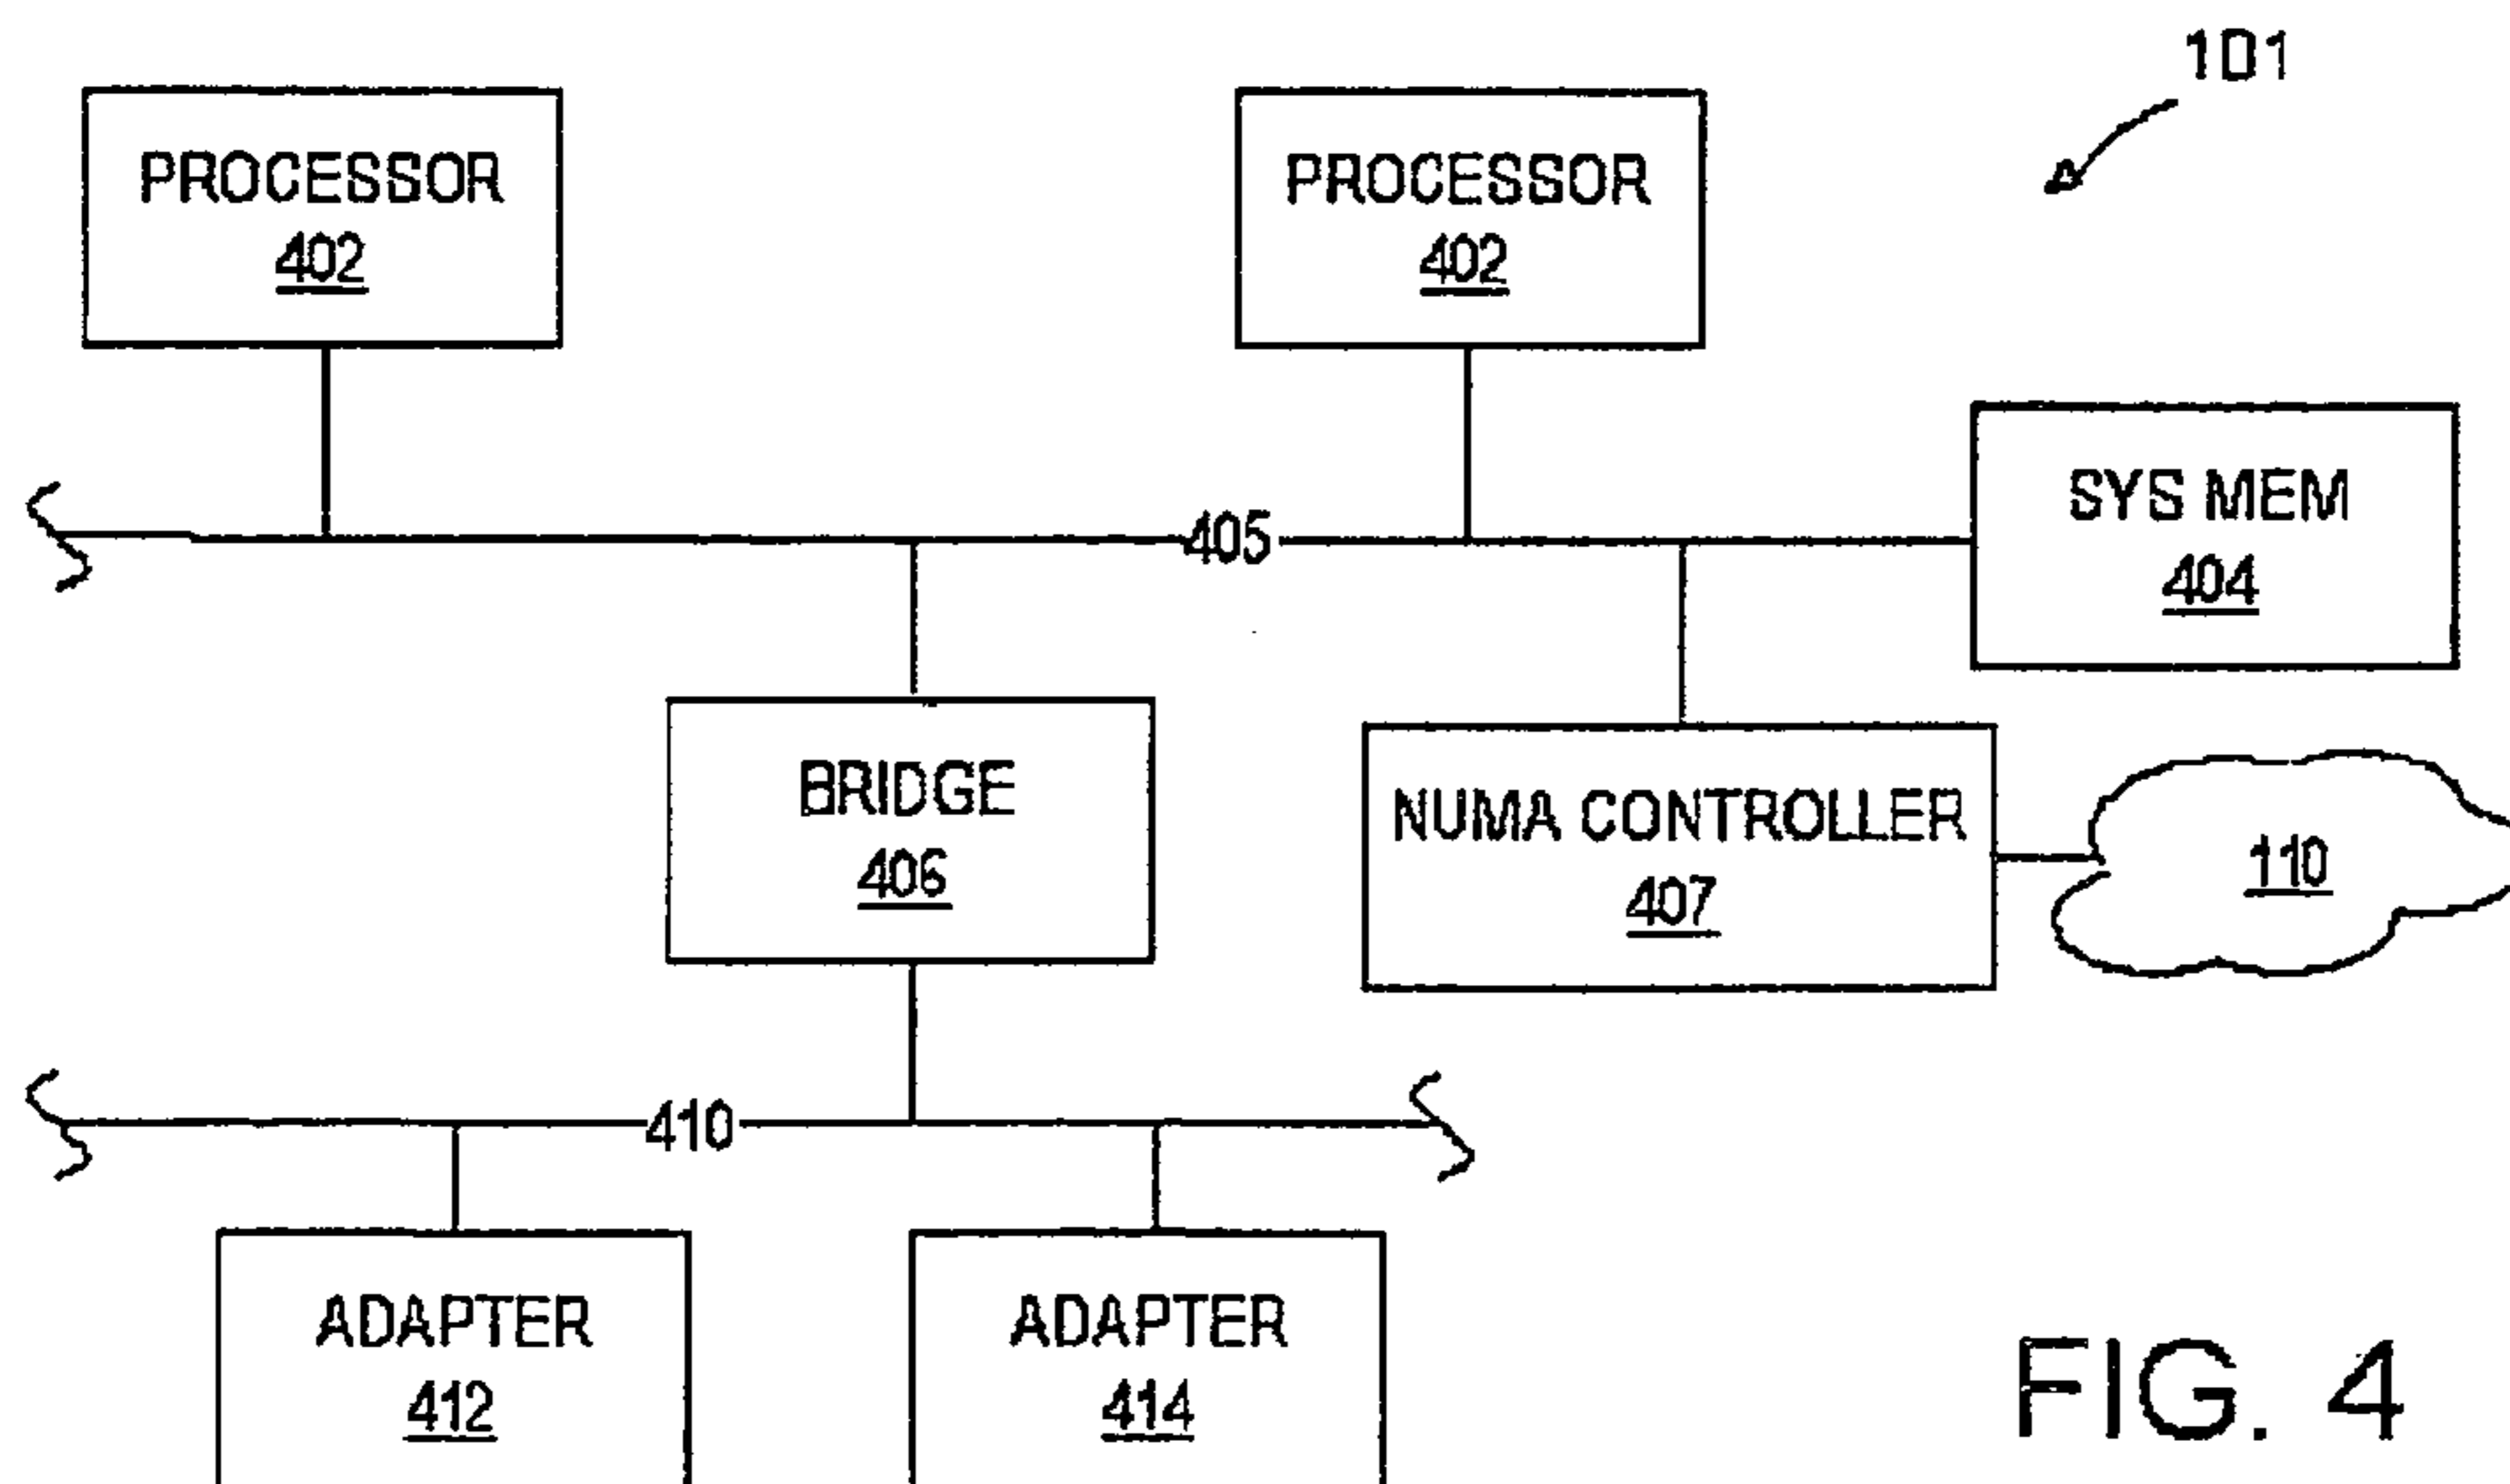 101
PROCESSOR
402
PROCESSOR
402
405
SYS MEM
404
BRIDGE
406
NUMA CONTROLLER
407
110
410
ADAPTER
412
ADAPTER
414
FIG. 4